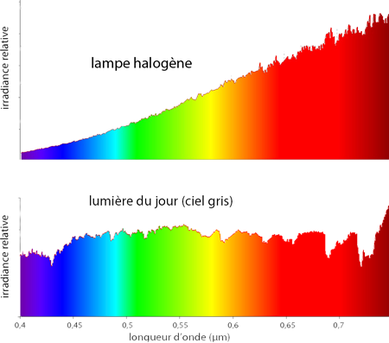 irradiance relative
lampe halogène
irradiance relative
lumière du jour (ciel gris)
0,4 0,45 0,5 0,55 0,6 0,65 0,7
longueur d'onde (µm)